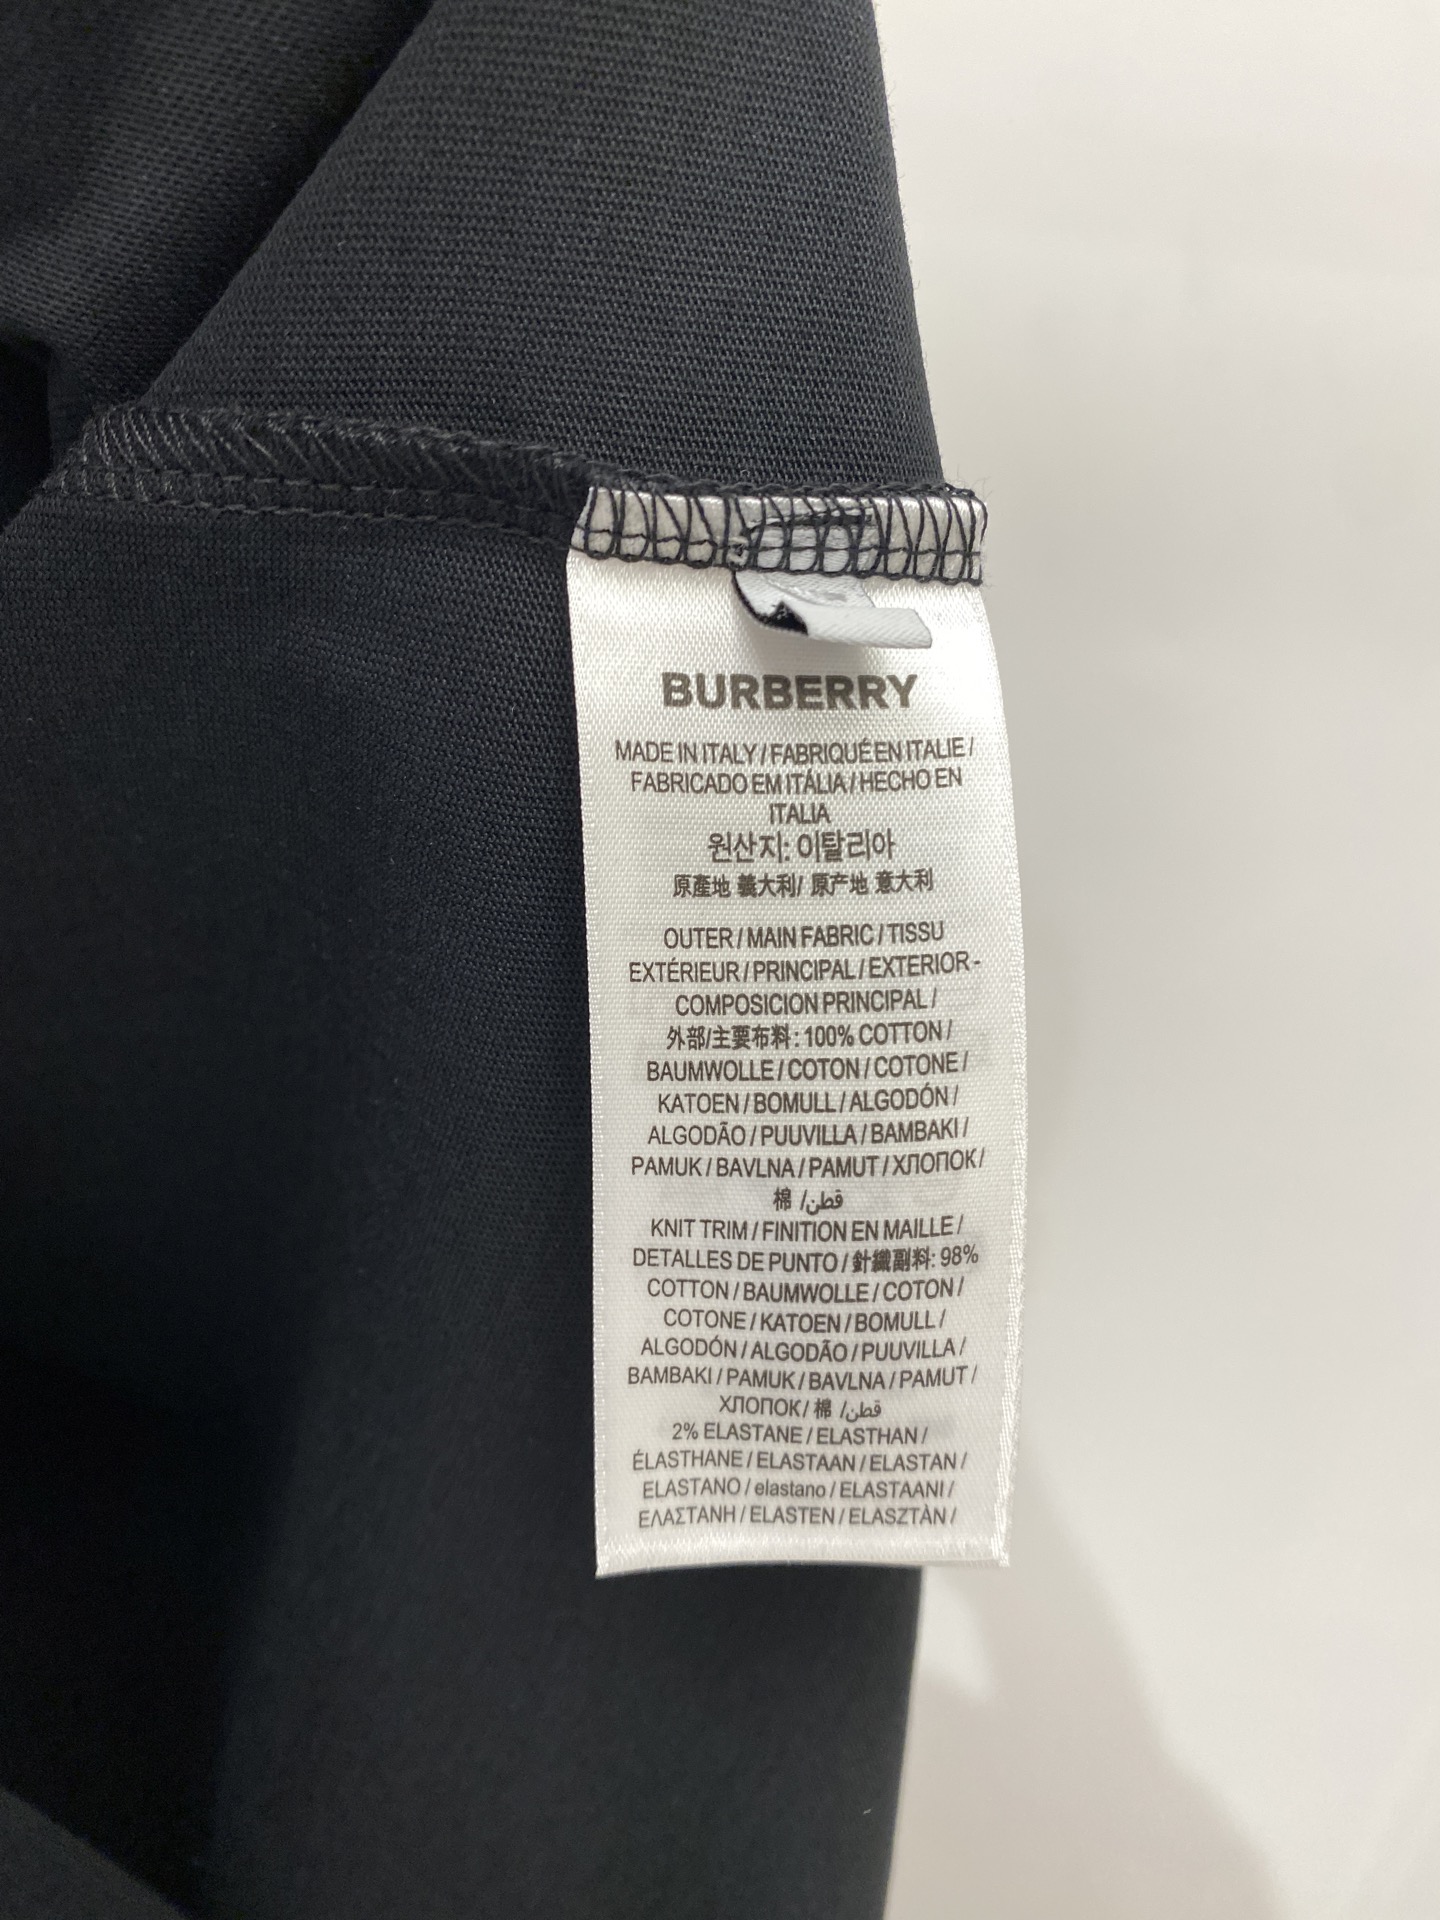 BURBERRY
MADE IN ITALY / FABRIQUÉ EN ITALIE /
FABRICADO EM ITÁLIA / HECHO EN
ITALIA
원산지: 이탈리아
原產地 義大利/ 原产地 意大利
OUTER / MAIN FABRIC / TISSU
EXTÉRIEUR / PRINCIPAL / EXTERIOR -
COMPOSICION PRINCIPAL /
外部/主要布料: 100% COTTON /
BAUMWOLLE / COTON / COTONE /
KATOEN / BOMULL / ALGODÓN /
ALGODÃO / PUUVILLA / BAMBAKI /
PAMUK / BAVLNA / PAMUT / ХЛОПОК /
棉 /قطن/
KNIT TRIM / FINITION EN MAILLE /
DETALLES DE PUNTO / 針織副料: 98%
COTTON / BAUMWOLLE / COTON /
COTONE / KATOEN / BOMULL /
ALGODÓN / ALGODÃO / PUUVILLA /
BAMBAKI / PAMUK / BAVLNA / PAMUT /
ХЛОПОК / 棉 /قطن/
2% ELASTANE / ELASTHAN /
ÉLASTHANE / ELASTAAN / ELASTAN /
ELASTANO / elastano / ELASTAANI /
ΕΛΑΣΤΑΝΗ / ELASTEN / ELASZTÀN /